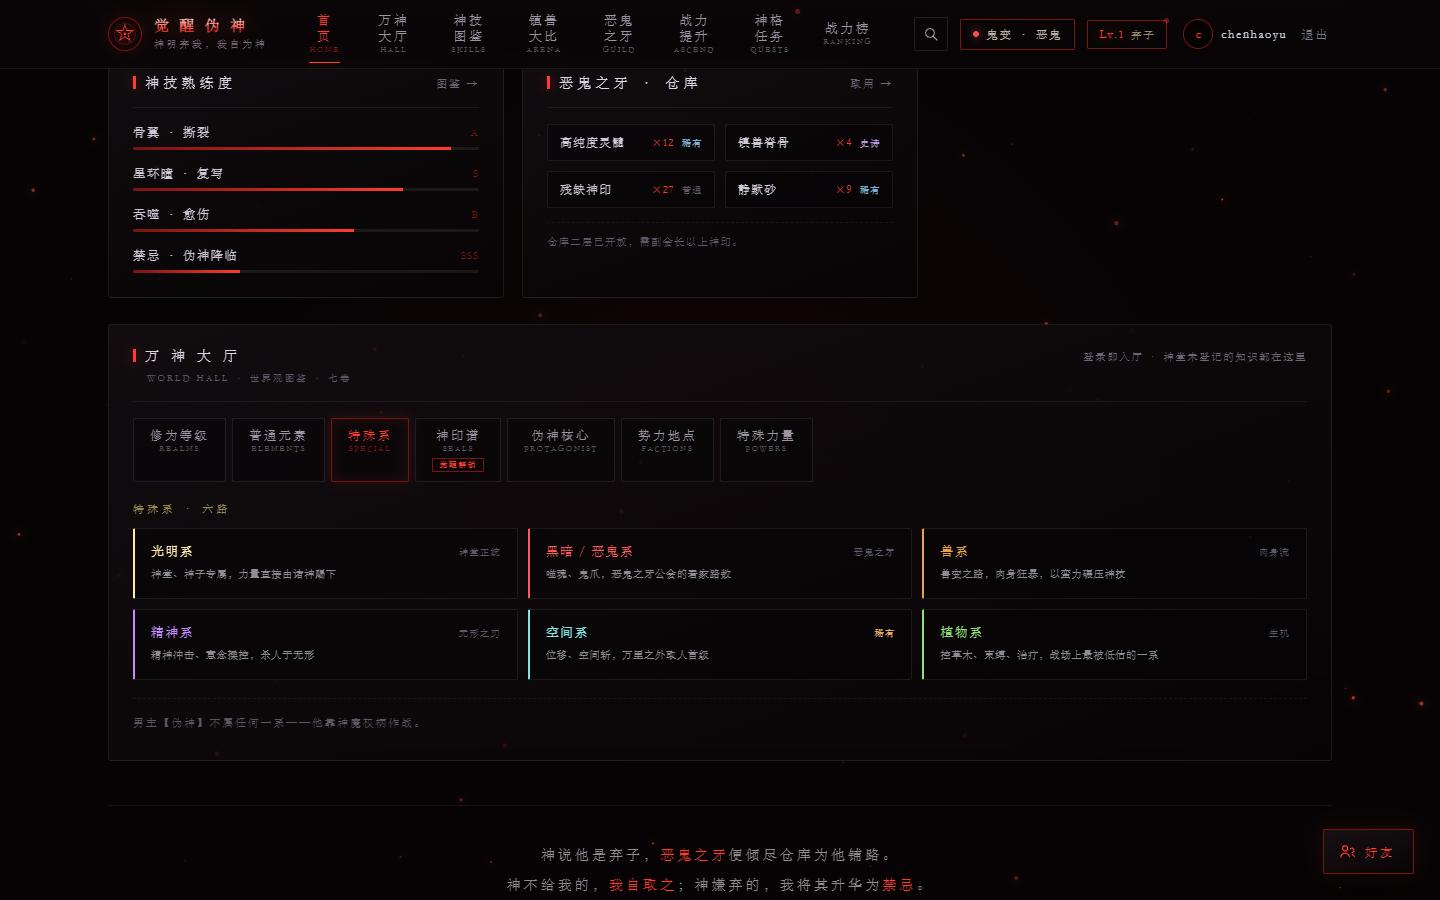 觉醒伪神
神明弃我，我自为神
首页
HOME
万神大厅
HALL
神技图鉴
SKILLS
镇兽大比
ARENA
恶鬼之牙
GUILD
战力提升
ASCEND
神格任务
QUESTS
战力榜
RANKING
鬼变 · 恶鬼
Lv.1 弃子
c
chenhaoyu
退出
神技熟练度
图鉴 →
骨翼 · 撕裂
A
星环瞳 · 复写
S
吞噬 · 愈伤
B
禁忌 · 伪神降临
SSS
恶鬼之牙 · 仓库
取用 →
高纯度灵髓 ×12 稀有
镇兽脊骨 ×4 史诗
残缺神印 ×27 普通
静默砂 ×9 稀有
仓库二层已开放，需副会长以上神印。
万神大厅
WORLD HALL · 世界观图鉴 · 七卷
登录即入厅 · 神堂未登记的知识都在这里
修为等级
REALMS
普通元素
ELEMENTS
特殊系
SPECIAL
神印谱
SEALS
觉醒解锁
伪神核心
PROTAGONIST
势力地点
FACTIONS
特殊力量
POWERS
特殊系 · 六路
光明系
神堂正统
神堂、神子专属，力量直接由诸神赐下
黑暗 / 恶鬼系
恶鬼之牙
噬魂、鬼爪，恶鬼之牙公会的看家路数
兽系
肉身流
兽变之路，肉身狂暴，以蛮力碾压神技
精神系
无形之刃
精神冲击、意念操控，杀人于无形
空间系
稀有
位移、空间斩，万里之外取人首级
植物系
生机
控草木、束缚、治疗，战场上最被低估的一系
男主【伪神】不属任何一系——他靠神魔权柄作战。
神说他是弃子，恶鬼之牙便倾尽仓库为他铺路。
神不给我的，我自取之；神嫌弃的，我将其升华为禁忌。
好友